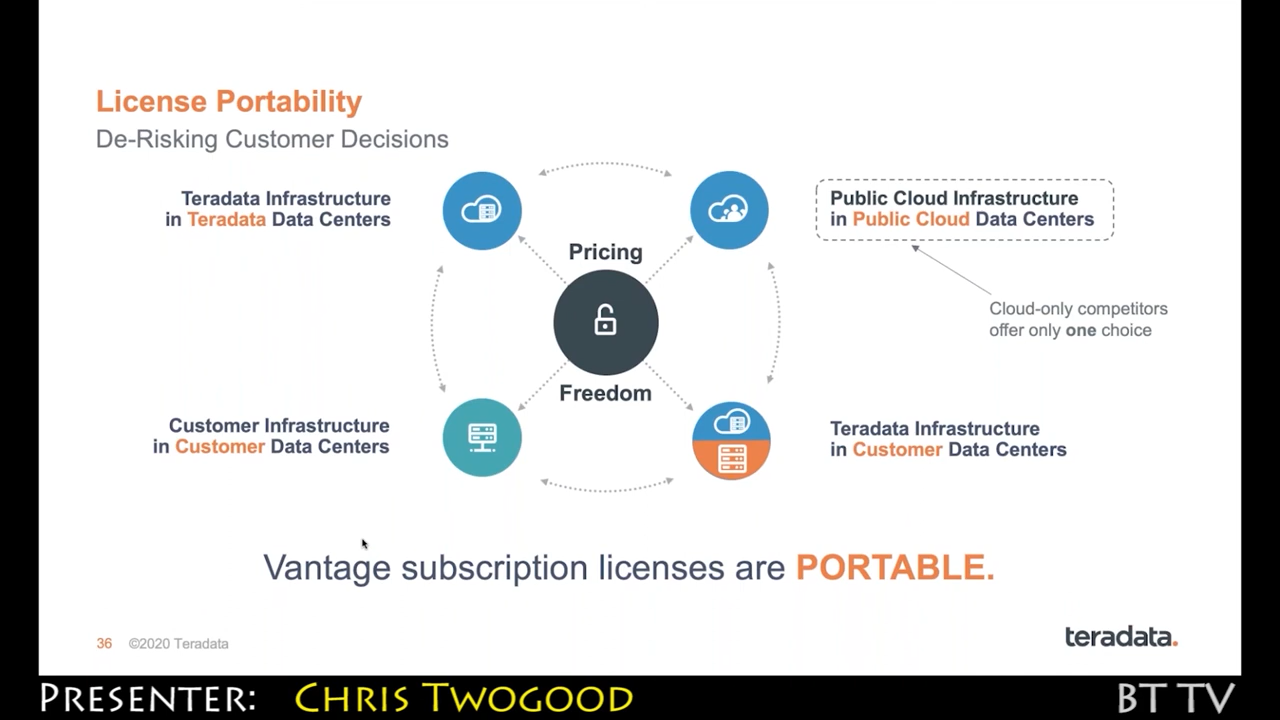 License Portability
De-Risking Customer Decisions
Teradata Infrastructure
in Teradata Data Centers
Public Cloud Infrastructure
in Public Cloud Data Centers
Pricing
Freedom
Cloud-only competitors
offer only one choice
Customer Infrastructure
in Customer Data Centers
Teradata Infrastructure
in Customer Data Centers
Vantage subscription licenses are PORTABLE.
36 ©2020 Teradata
teradata.
PRESENTER: CHRIS TWOGOOD
BT TV